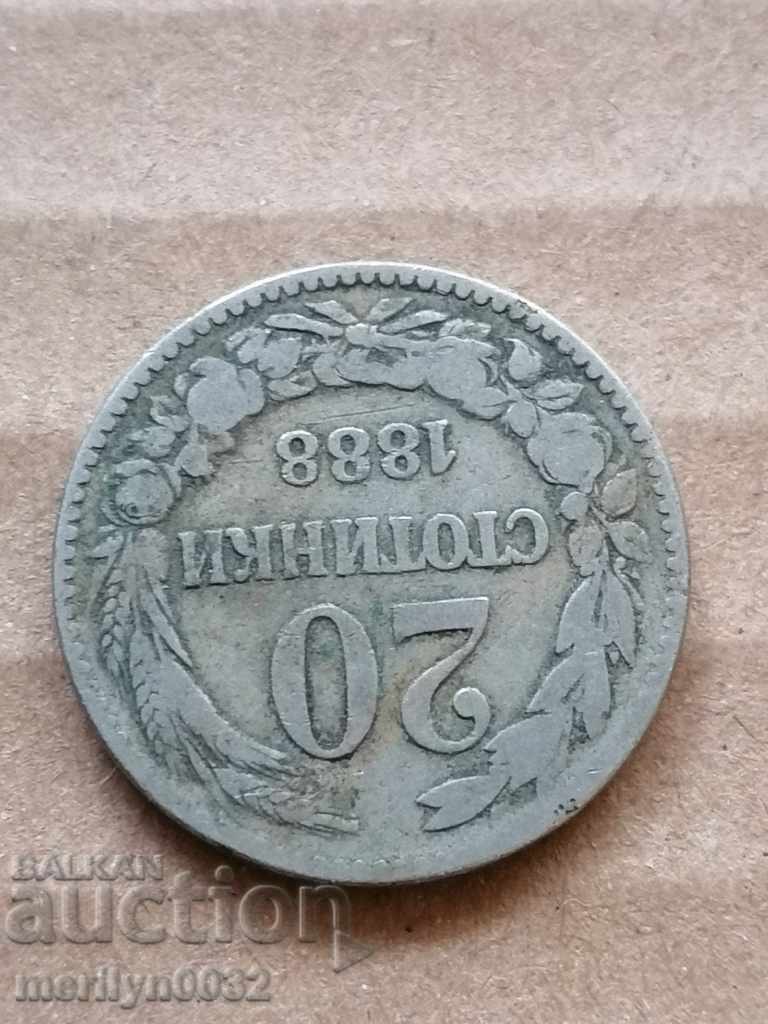 20
СТОТИНКИ
1888
BALKAN
auction
merilyn0032